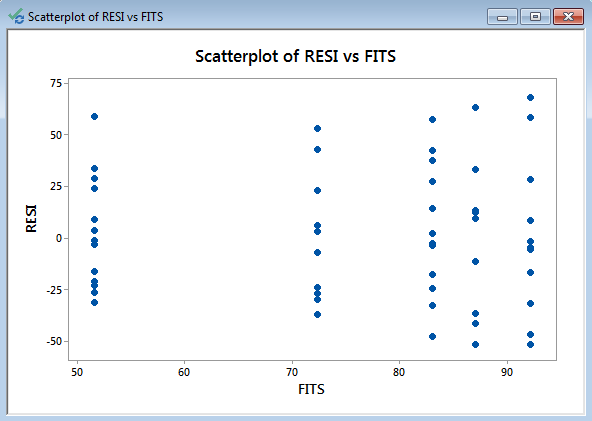 Scatterplot of RESI vs FITS
Scatterplot of RESI vs FITS
75
50
25
0
-25
-50
RESI
50 60 70 80 90
FITS